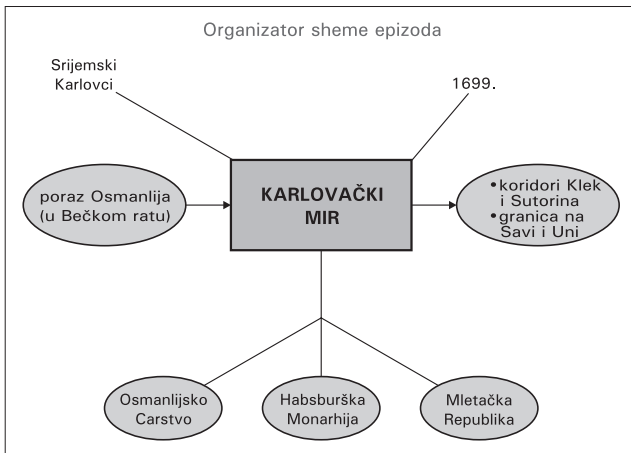 Organizator sheme epizoda
Srijemski
Karlovci
1699.
poraz Osmanlija
(u Bečkom ratu)
KARLOVAČKI
MIR
•koridori Klek
i Sutorina
•granica na
Savi i Uni
Osmanlijsko
Carstvo
Habsburška
Monarhija
Mletačka
Republika